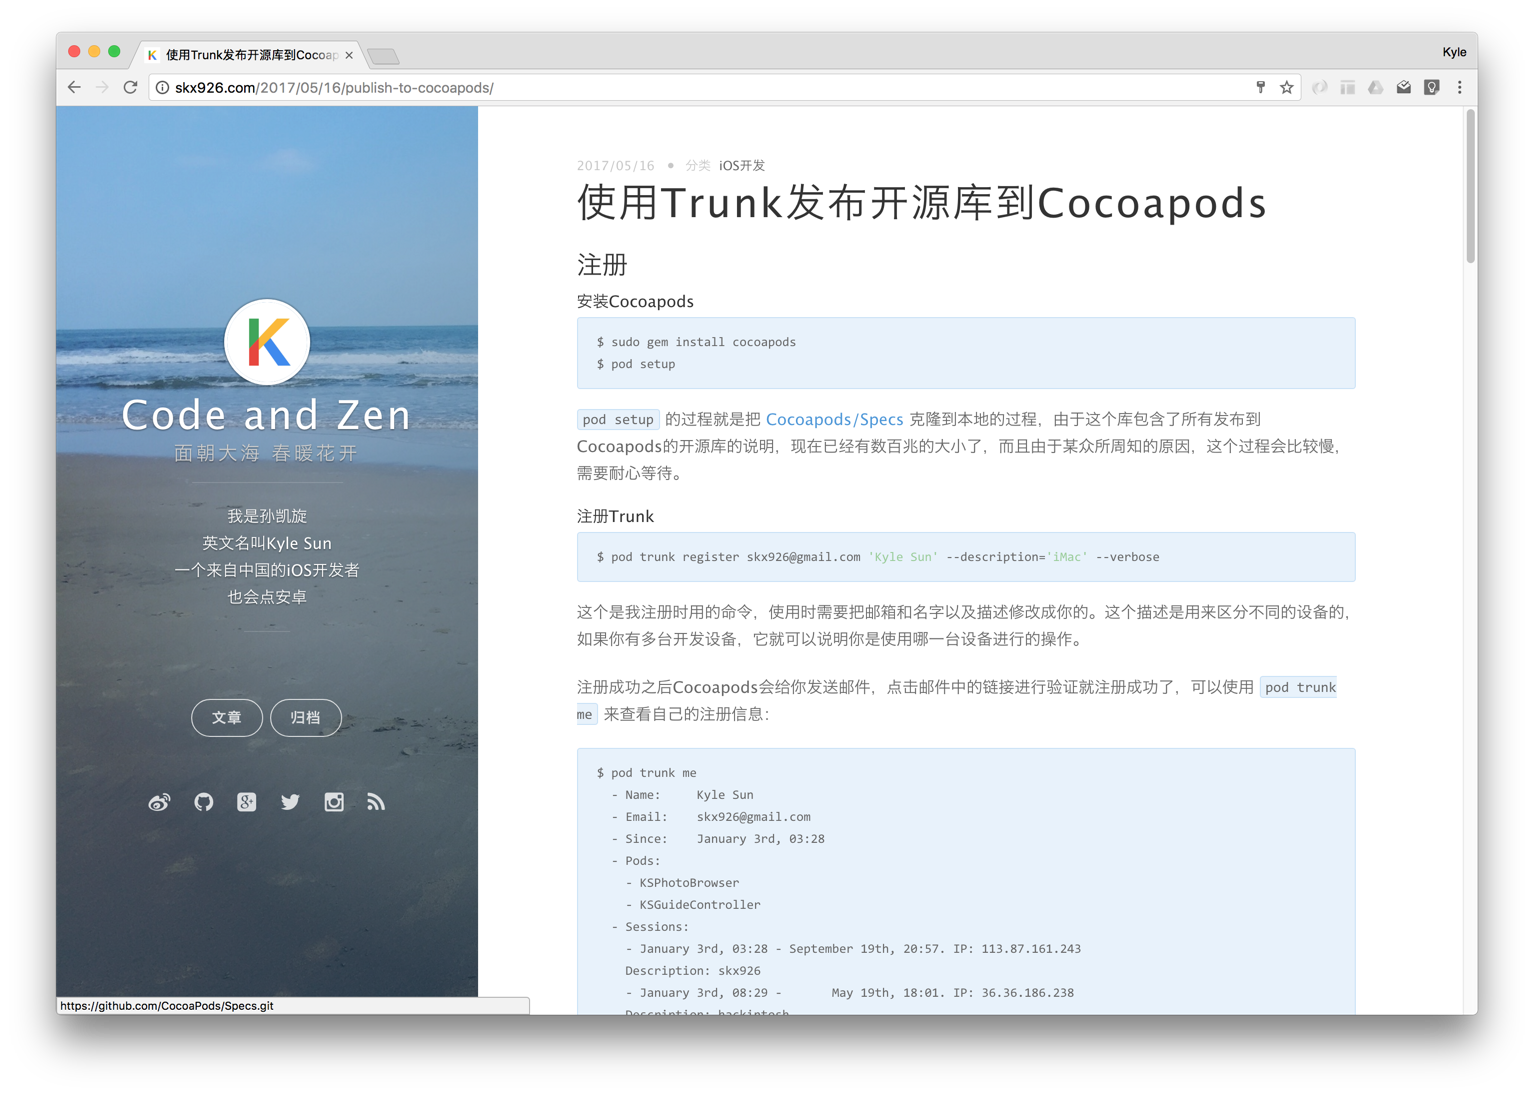 使用Trunk发布开源库到Cocoap
Kyle
skx926.com/2017/05/16/publish-to-cocoapods/
K
Code and Zen
面朝大海 春暖花开
我是孙凯旋
英文名叫Kyle Sun
一个来自中国的iOS开发者
也会点安卓
文章
归档
https://github.com/CocoaPods/Specs.git
2017/05/16 • 分类 iOS开发
使用Trunk发布开源库到Cocoapods
注册
安装Cocoapods
$ sudo gem install cocoapods
$ pod setup
pod setup 的过程就是把 Cocoapods/Specs 克隆到本地的过程，由于这个库包含了所有发布到
Cocoapods的开源库的说明，现在已经有数百兆的大小了，而且由于某众所周知的原因，这个过程会比较慢，
需要耐心等待。
注册Trunk
$ pod trunk register skx926@gmail.com 'Kyle Sun' --description='iMac' --verbose
这个是我注册时用的命令，使用时需要把邮箱和名字以及描述修改成你的。这个描述是用来区分不同的设备的，
如果你有多台开发设备，它就可以说明你是使用哪一台设备进行的操作。
注册成功之后Cocoapods会给你发送邮件，点击邮件中的链接进行验证就注册成功了，可以使用 pod trunk
me 来查看自己的注册信息：
$ pod trunk me
- Name: Kyle Sun
- Email: skx926@gmail.com
- Since: January 3rd, 03:28
- Pods:
- KSPhotoBrowser
- KSGuideController
- Sessions:
- January 3rd, 03:28 - September 19th, 20:57. IP: 113.87.161.243
Description: skx926
- January 3rd, 08:29 - May 19th, 18:01. IP: 36.36.186.238
Description: hackintosh